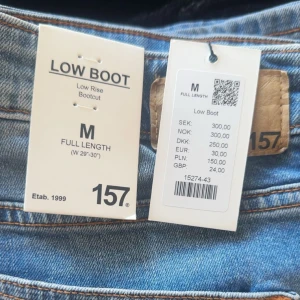 LOW BOOT
Low Rise
Bootcut
M
FULL LENGTH
(W 29"-30")
Etab. 1999
157
M
FULL LENGTH
Low Boot
SEK: 300,00
NOK: 300,00
DKK: 250,00
EUR: 30,00
PLN: 150,00
GBP: 24,00
15274-43
157